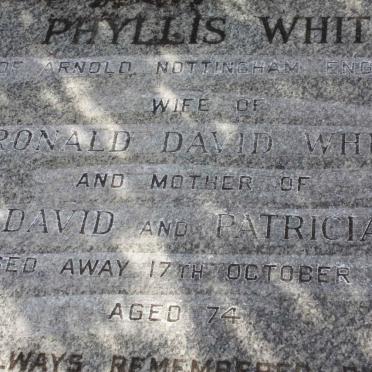 PHYLLIS WHIT
OF ARNOLD NOTTINGHAM ENG
WIFE OF
RONALD DAVID WHI
AND MOTHER OF
DAVID AND PATRICIA
SED AWAY 17TH OCTOBER
AGED 74
LWAYS REMEMBERED